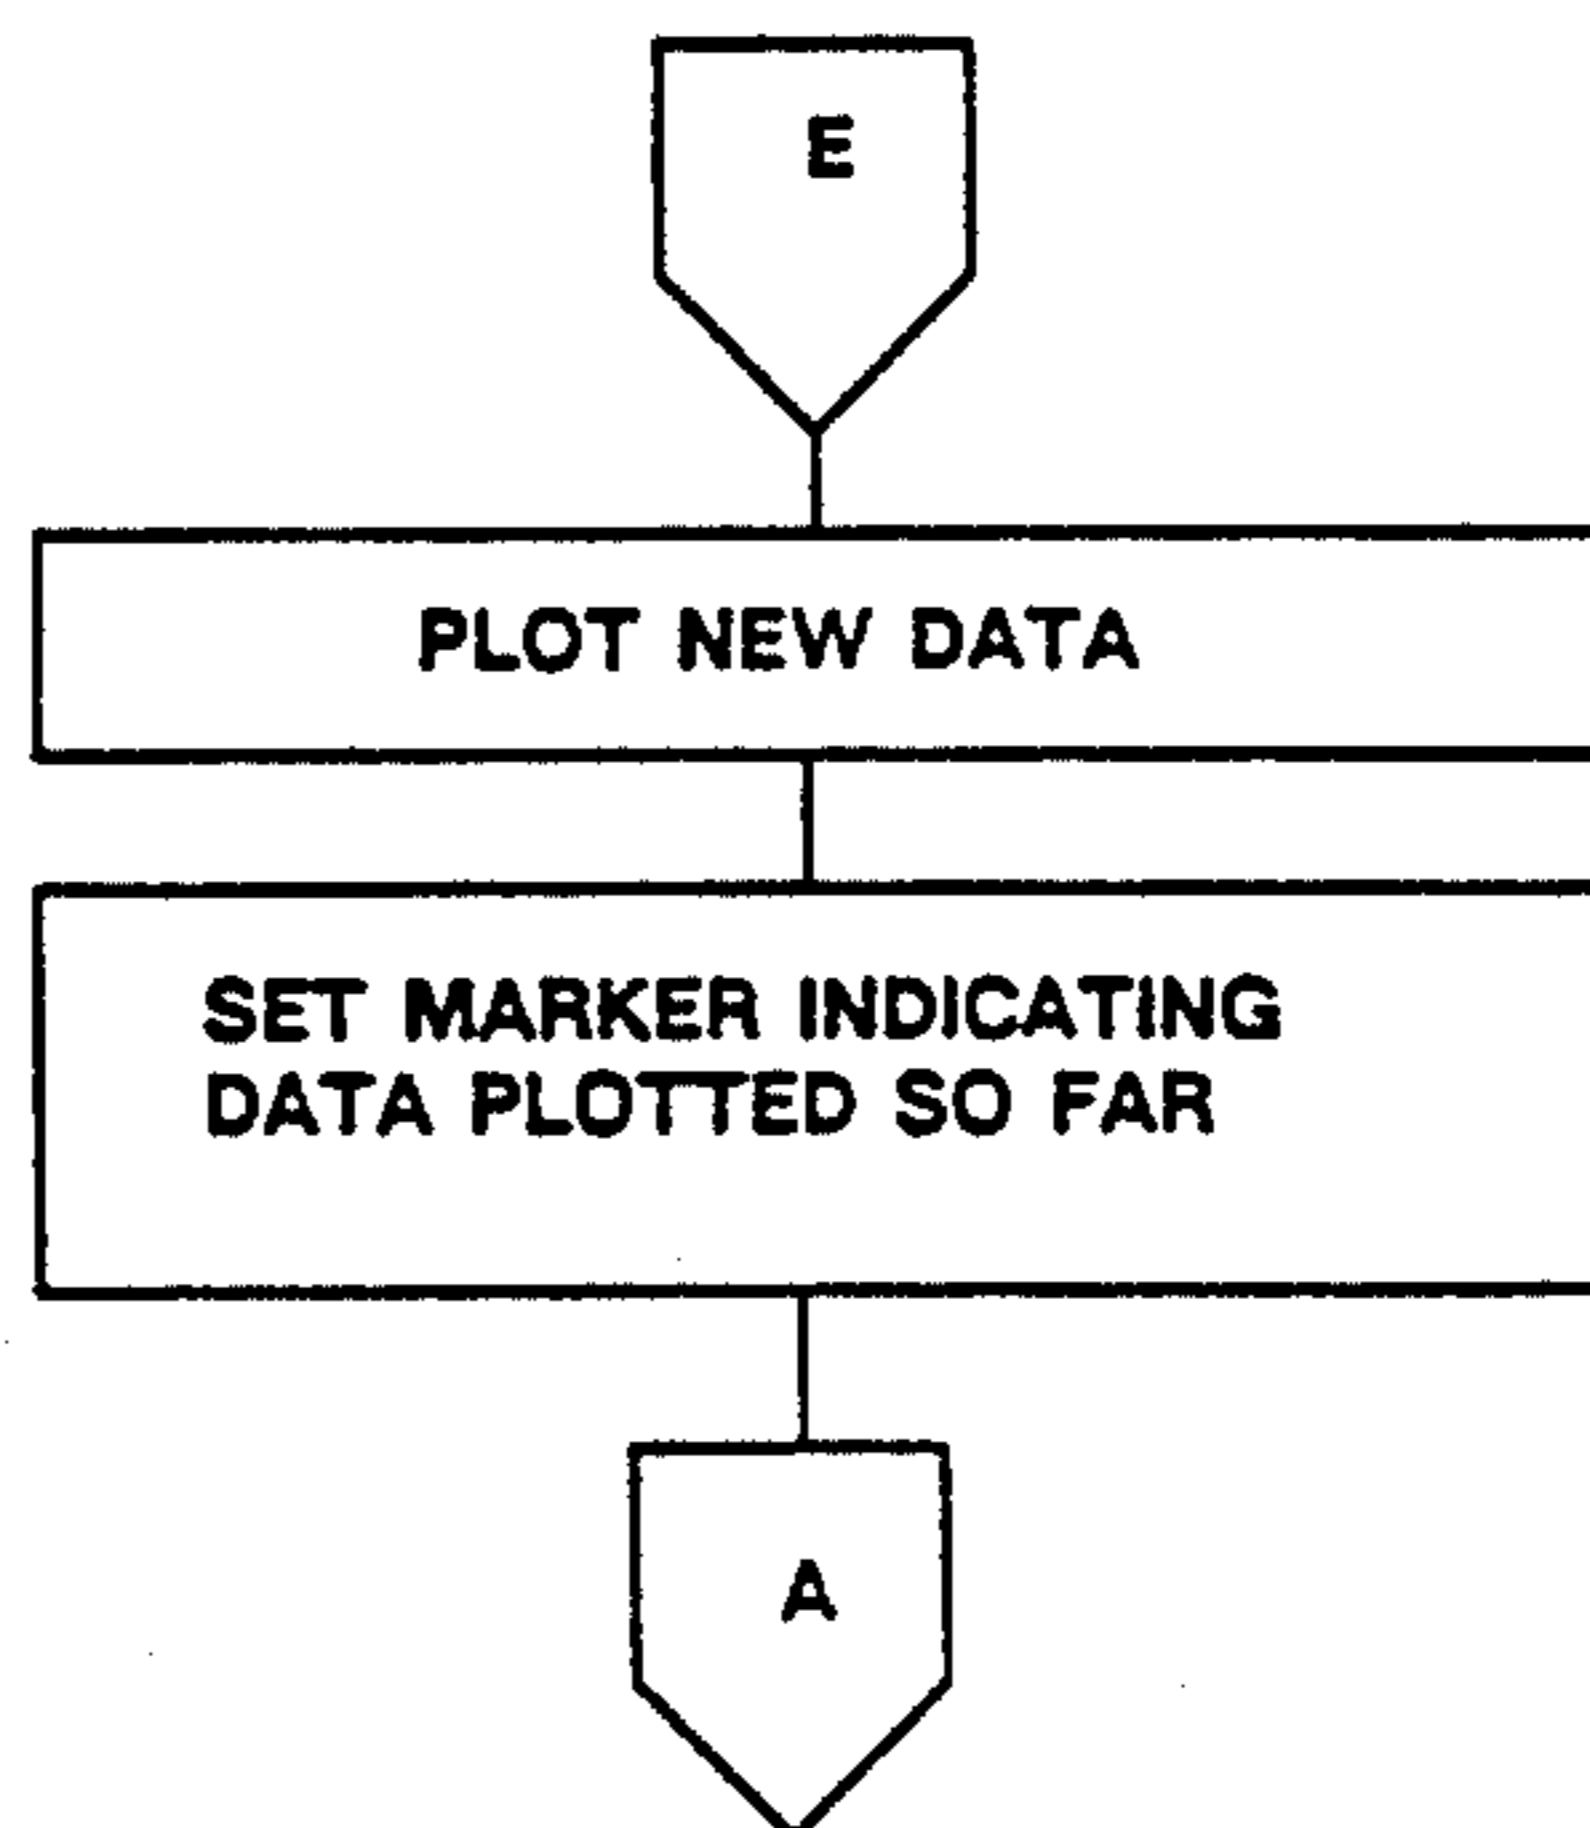 E
PLOT NEW DATA
SET MARKER INDICATING
DATA PLOTTED SO FAR
A